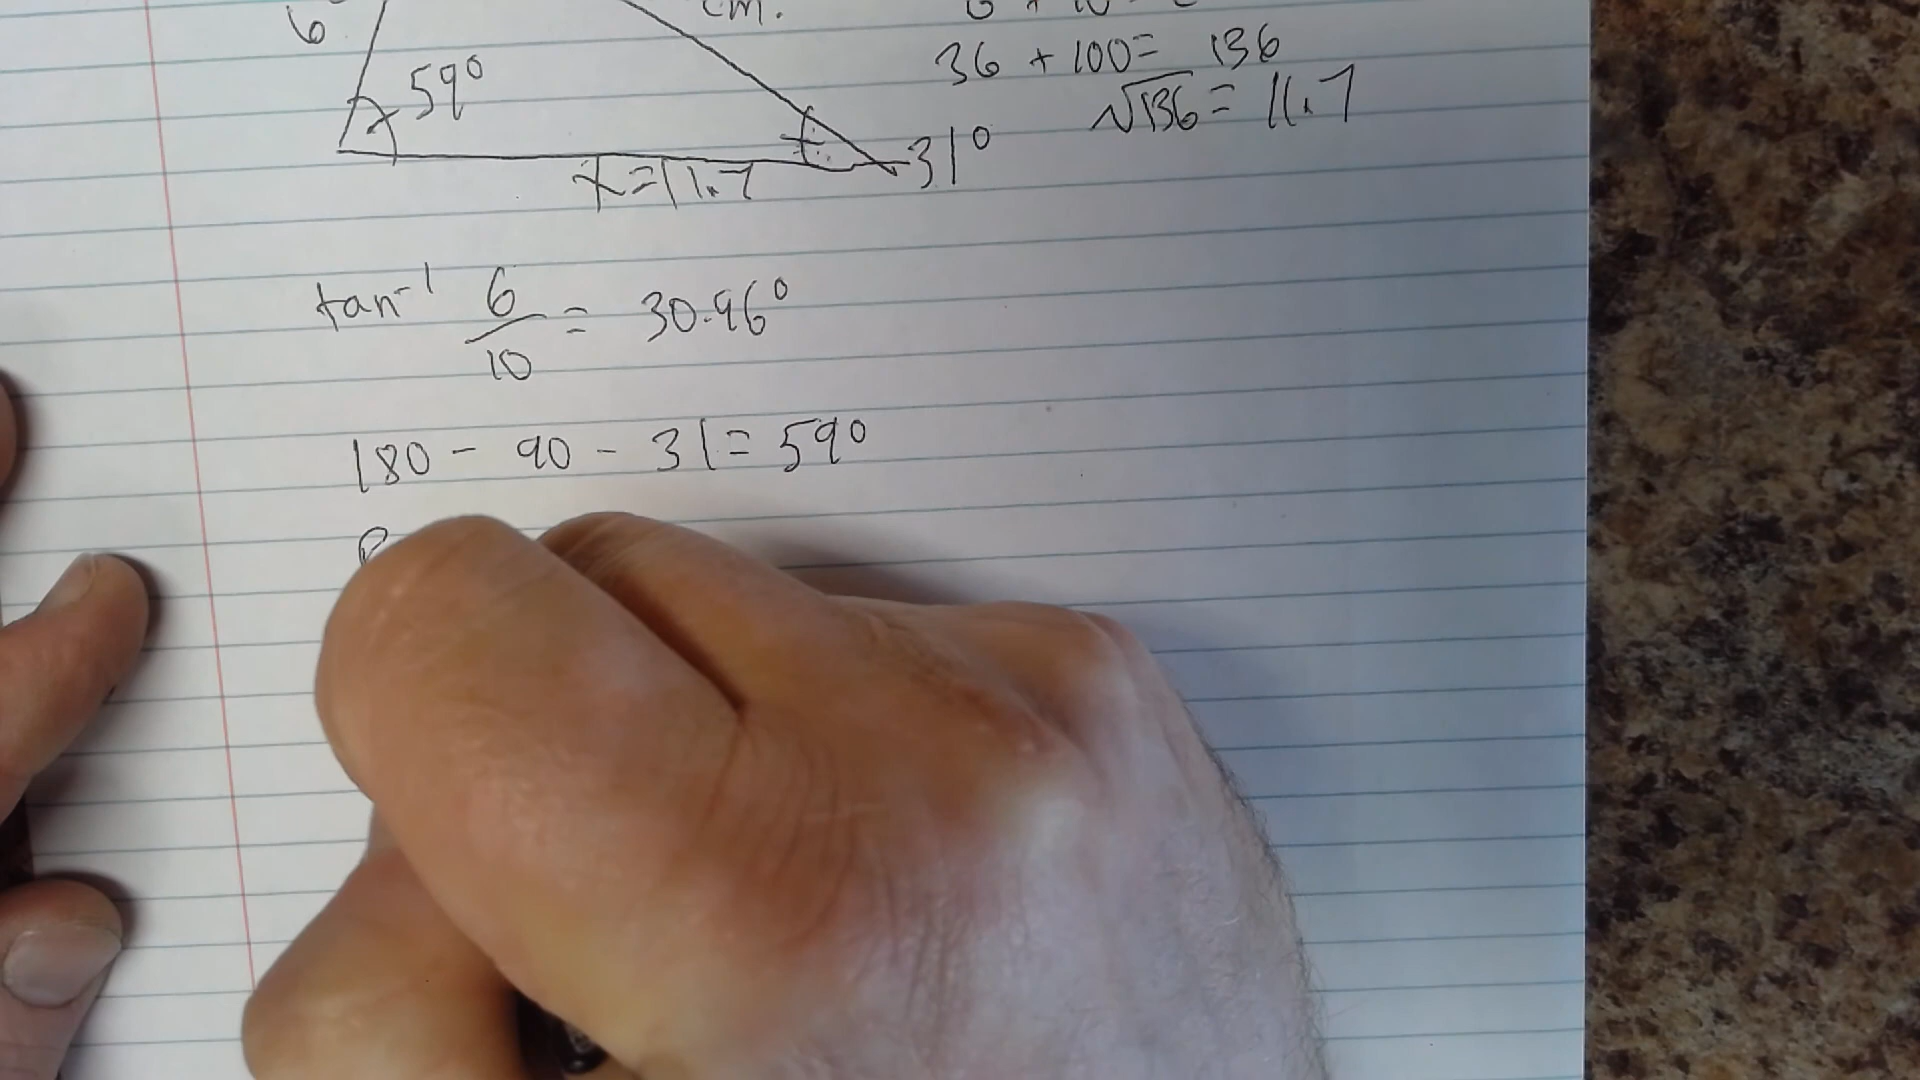 6
cm.
59°
36 + 100 = 136
√136 = 11.7
31°
x = 11.7
tan⁻¹ 6/10 = 30.96°
180 - 90 - 31 = 59°